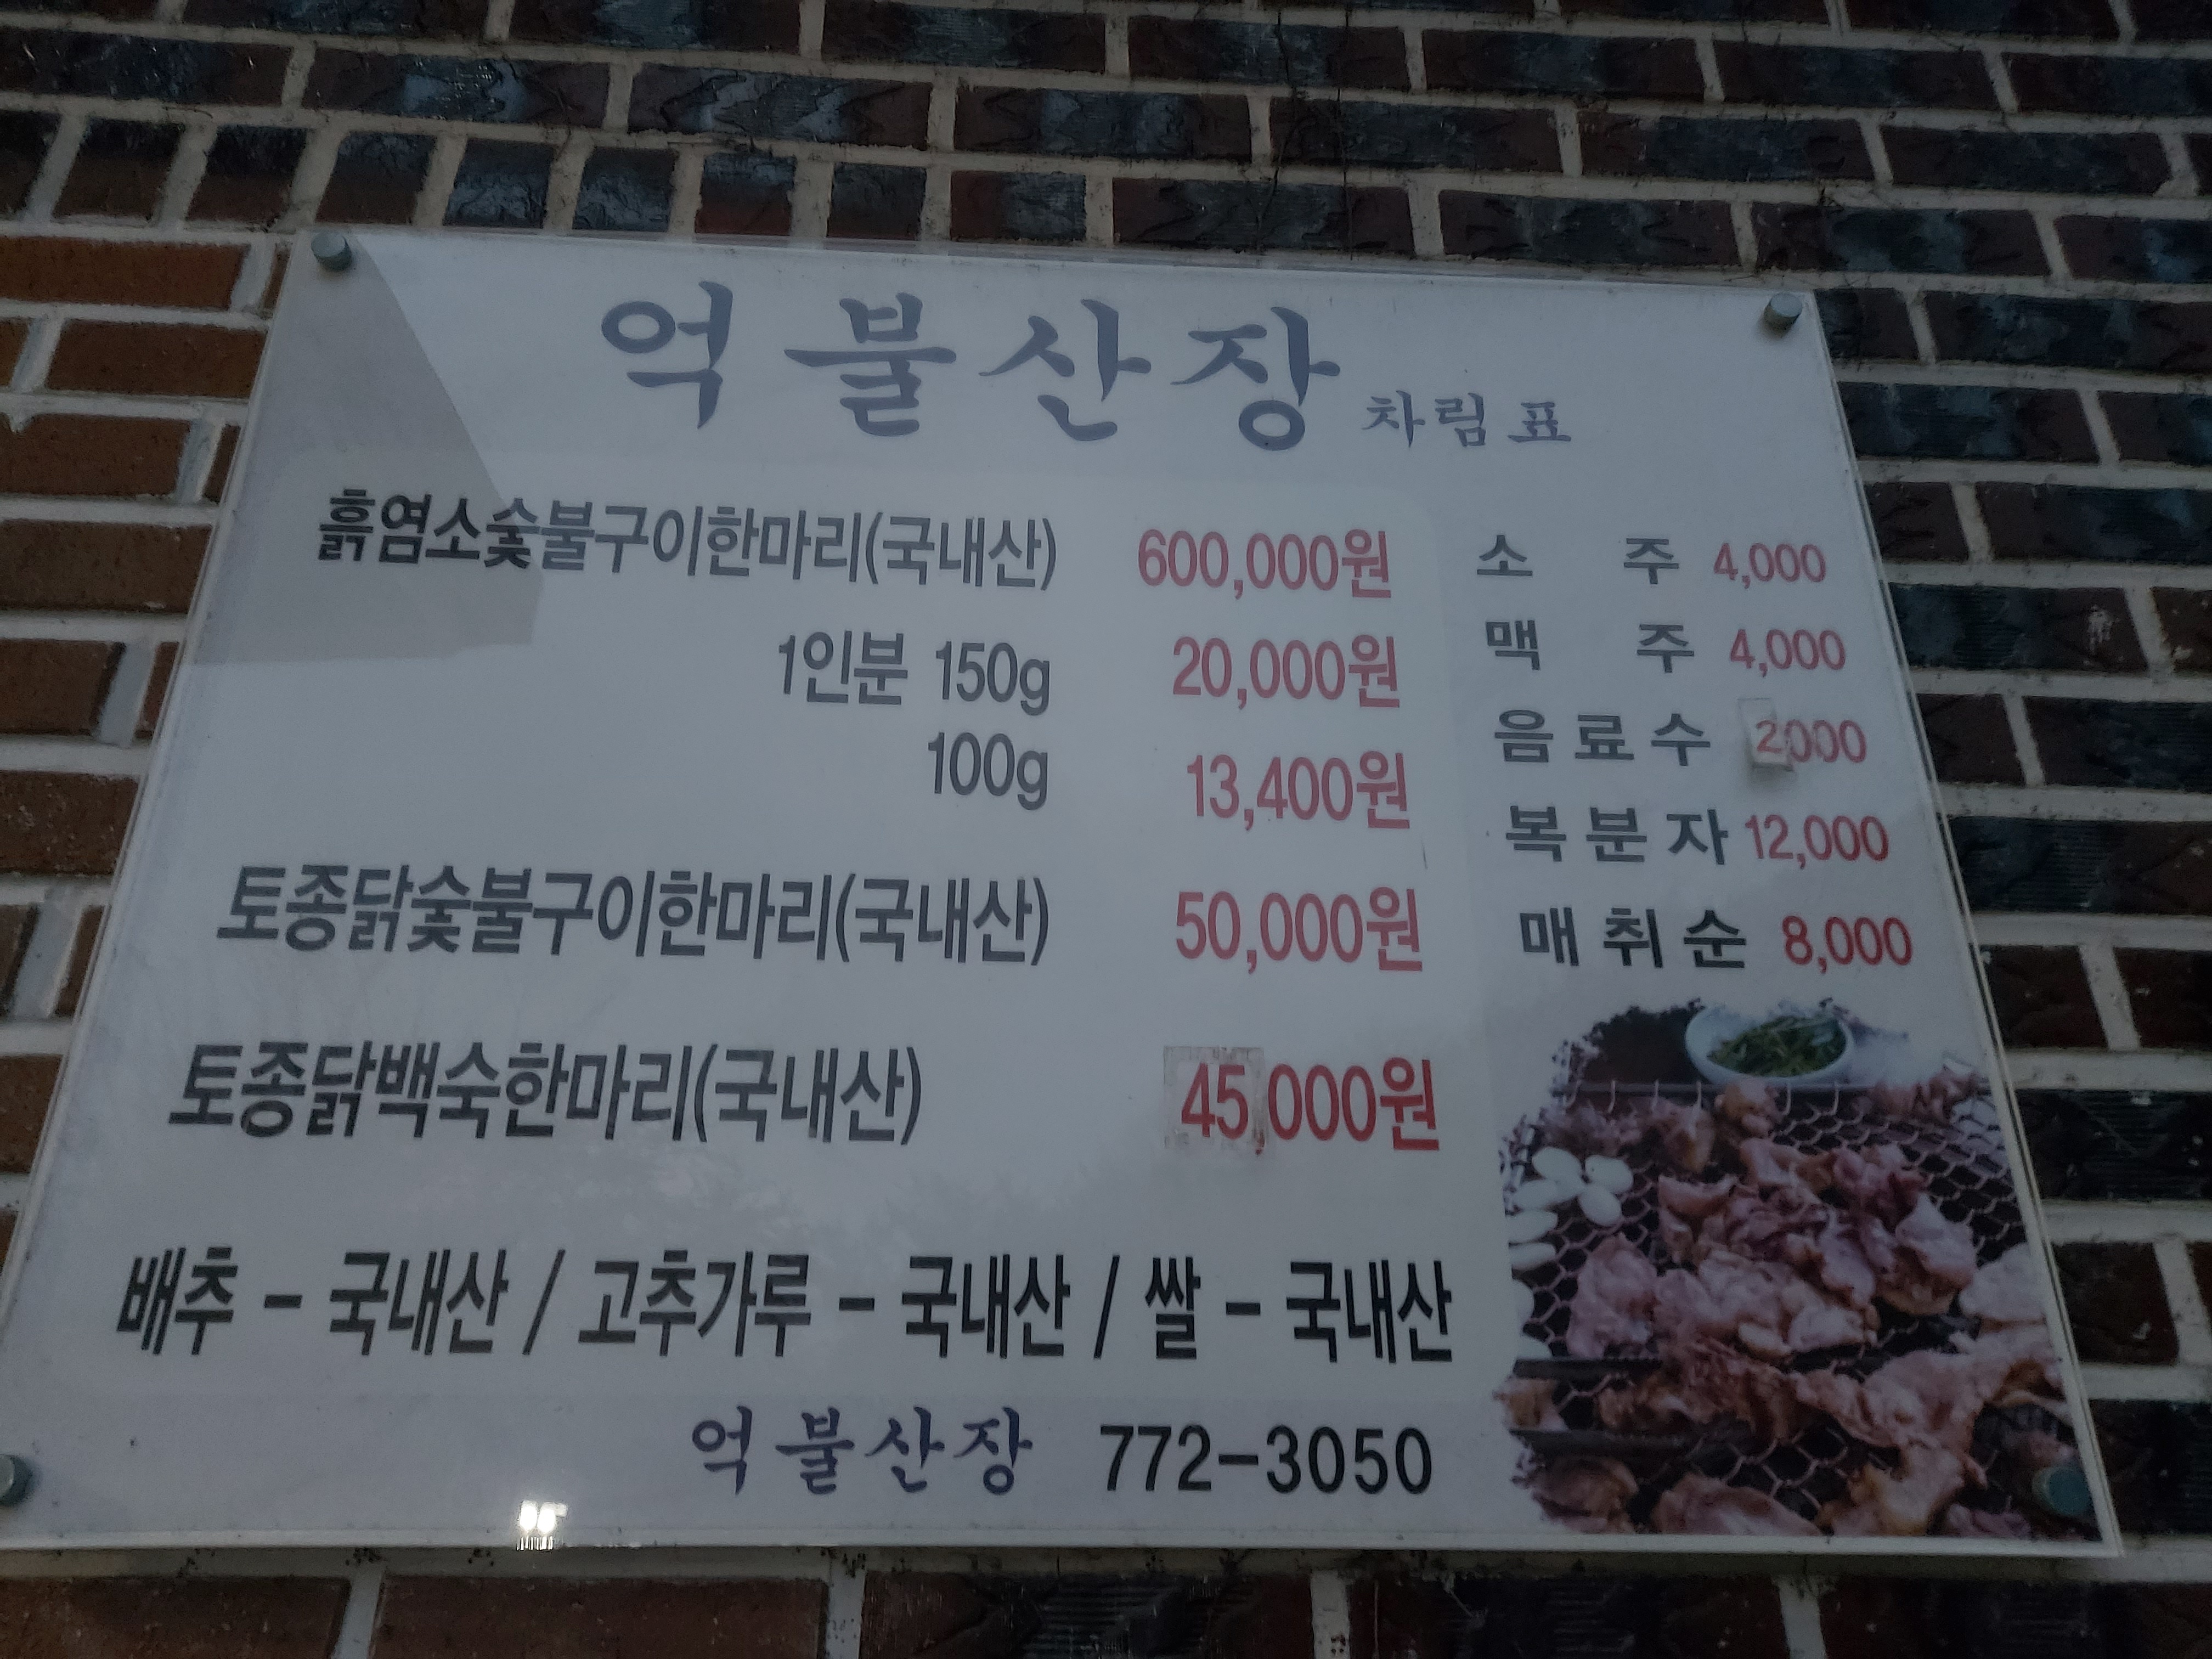 억불산장 차림표
흙염소숯불구이한마리(국내산) 600,000원
1인분 150g 20,000원
100g 13,400원
토종닭숯불구이한마리(국내산) 50,000원
토종닭백숙한마리(국내산) 45,000원
소 주 4,000
맥 주 4,000
음료수 2000
복분자 12,000
매취순 8,000
배추 - 국내산 / 고추가루 - 국내산 / 쌀 - 국내산
억불산장 772-3050